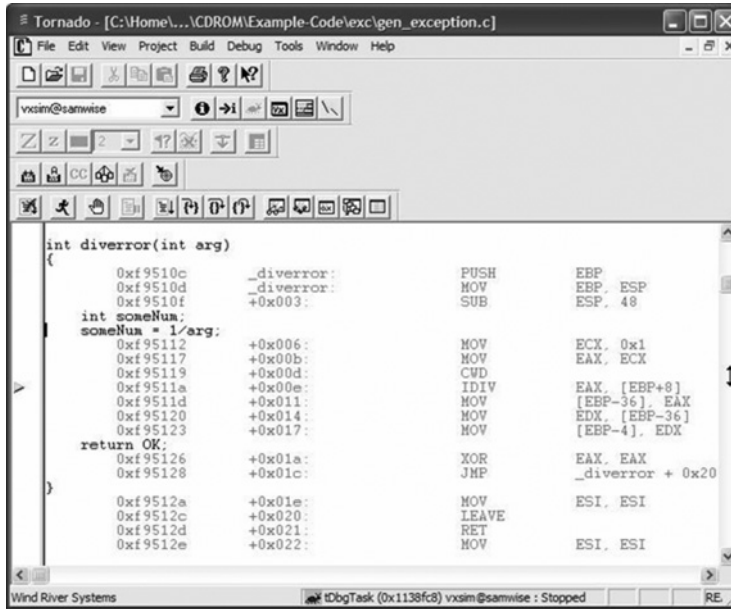 Tornado - [C:\Home\...\CDROM\Example-Code\exc\gen_exception.c]
File Edit View Project Build Debug Tools Window Help
vxsim@samwise
Z z 2
CC
int diverror(int arg)
{
0xf9510c _diverror: PUSH EBP
0xf9510d _diverror: MOV EBP, ESP
0xf9510f +0x003: SUB ESP, 48
int someNum;
someNum = 1/arg;
0xf95112 +0x006: MOV ECX, 0x1
0xf95117 +0x00b: MOV EAX, ECX
0xf95119 +0x00d: CWD
0xf9511a +0x00e: IDIV EAX, [EBP+8]
0xf9511d +0x011: MOV [EBP-36], EAX
0xf95120 +0x014: MOV EDX, [EBP-36]
0xf95123 +0x017: MOV [EBP-4], EDX
return OK;
0xf95126 +0x01a: XOR EAX, EAX
0xf95128 +0x01c: JMP _diverror + 0x20
}
0xf9512a +0x01e: MOV ESI, ESI
0xf9512c +0x020: LEAVE
0xf9512d +0x021: RET
0xf9512e +0x022: MOV ESI, ESI
Wind River Systems tDbgTask (0x1138fc8) vxsim@samwise : Stopped RE.